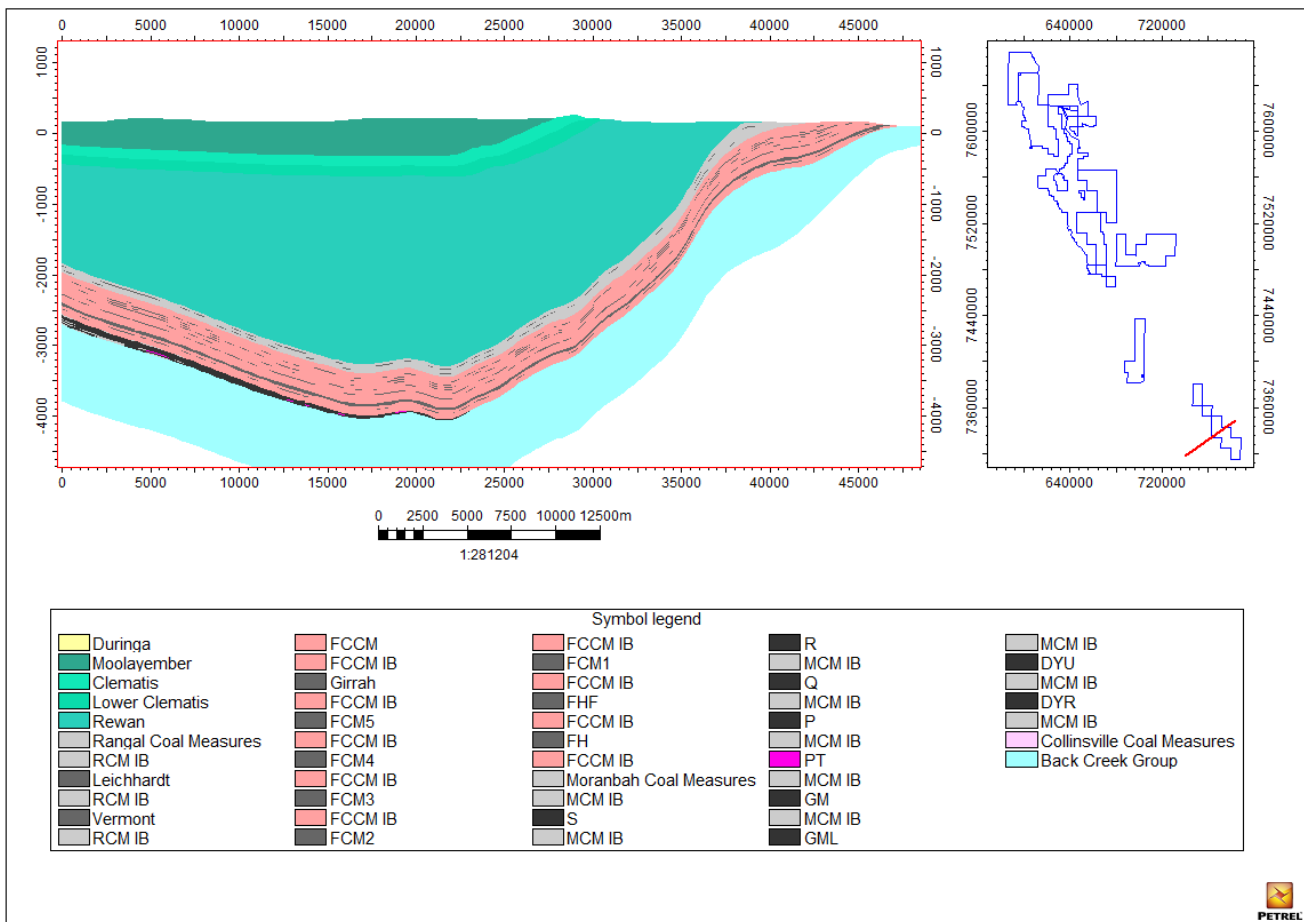 0 5000 10000 15000 20000 25000 30000 35000 40000 45000
640000 720000
1000 0 -1000 -2000 -3000 -4000
1000 0 -1000 -2000 -3000 -4000
7600000 7520000 7440000 7360000
7600000 7520000 7440000 7360000
0 5000 10000 15000 20000 25000 30000 35000 40000 45000
640000 720000
0 2500 5000 7500 10000 12500m
1:281204
Symbol legend
Duringa
Moolayember
Clematis
Lower Clematis
Rewan
Rangal Coal Measures
RCM IB
Leichhardt
RCM IB
Vermont
RCM IB
FCCM
FCCM IB
Girrah
FCCM IB
FCM5
FCCM IB
FCM4
FCCM IB
FCM3
FCCM IB
FCM2
FCCM IB
FCM1
FCCM IB
FHF
FCCM IB
FH
FCCM IB
Moranbah Coal Measures
MCM IB
S
MCM IB
R
MCM IB
Q
MCM IB
P
MCM IB
PT
MCM IB
GM
MCM IB
GML
MCM IB
DYU
MCM IB
DYR
MCM IB
Collinsville Coal Measures
Back Creek Group
PETREL